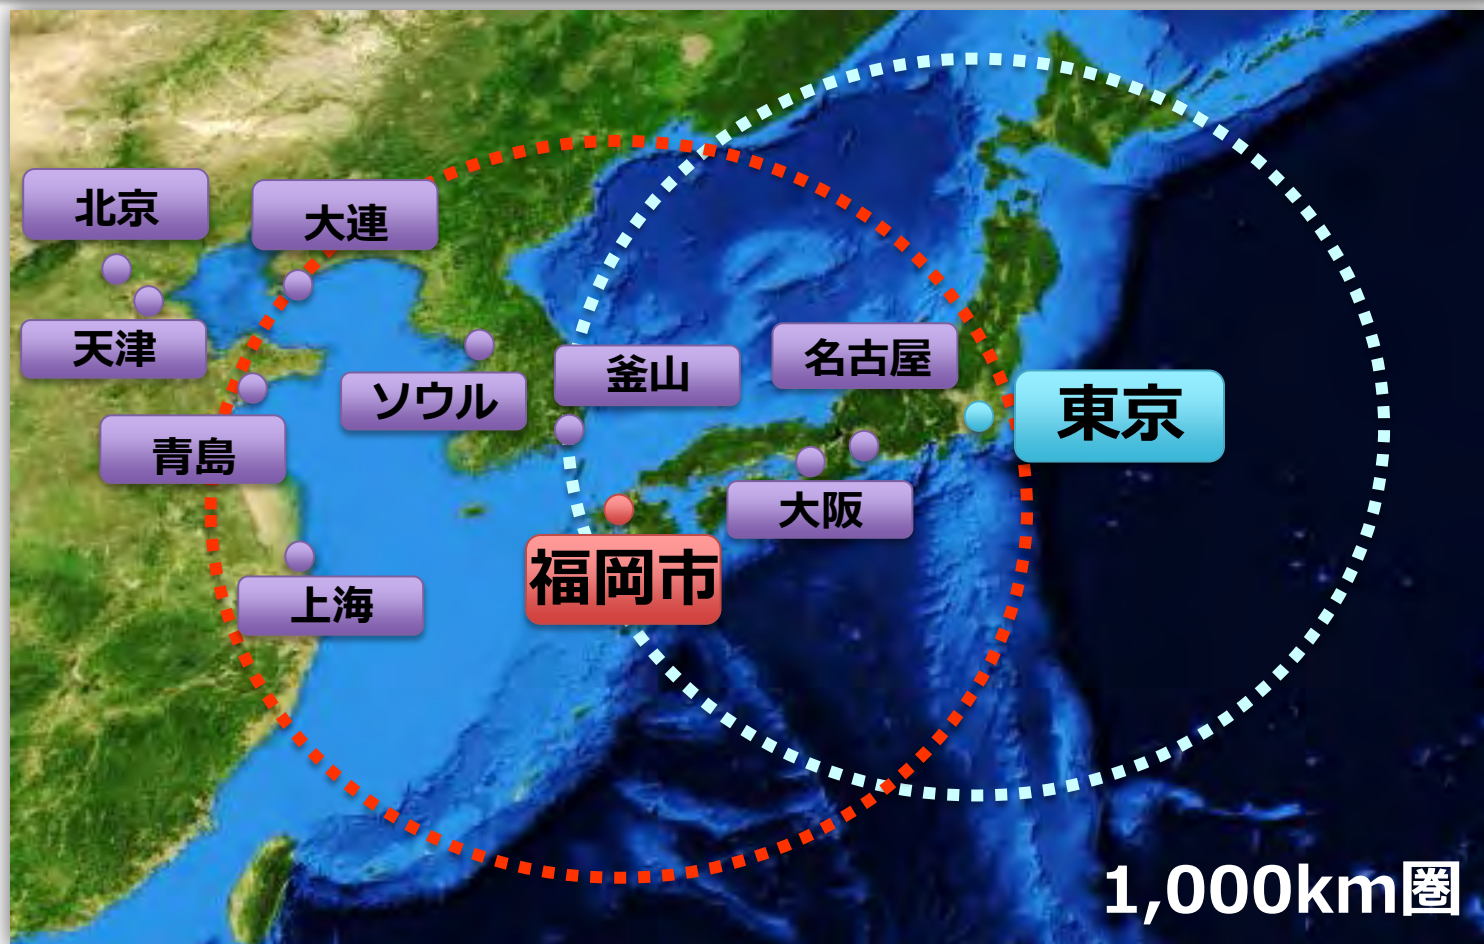 北京
大連
天津
ソウル
釜山
名古屋
東京
青島
大阪
福岡市
上海
1,000km圏